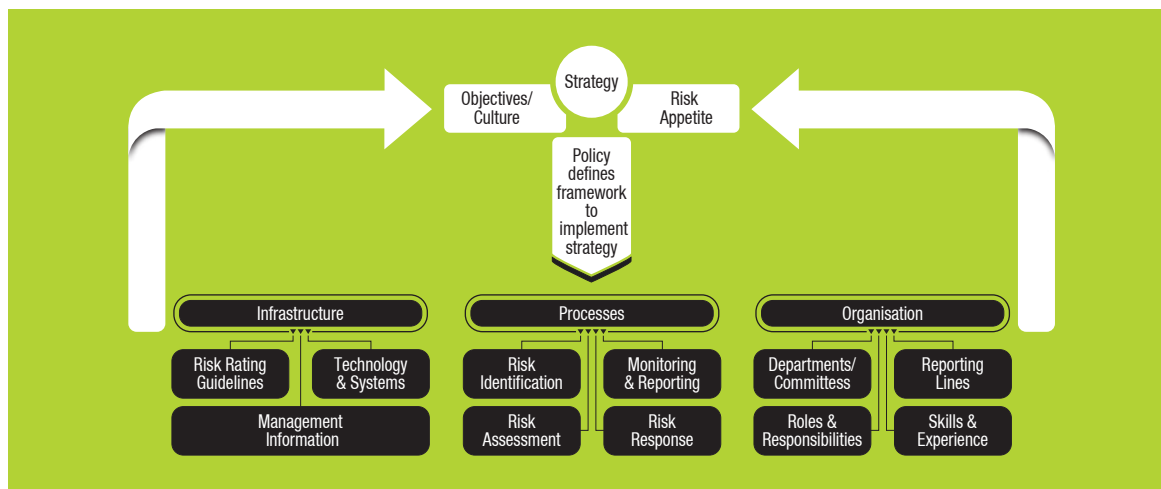 Strategy
Objectives/
Culture
Risk
Appetite
Policy
defines
framework
to
implement
strategy
Infrastructure
Risk Rating
Guidelines
Technology
& Systems
Management
Information
Processes
Risk
Identification
Monitoring
& Reporting
Risk
Assessment
Risk
Response
Organisation
Departments/
Committess
Reporting
Lines
Roles &
Responsibilities
Skills &
Experience